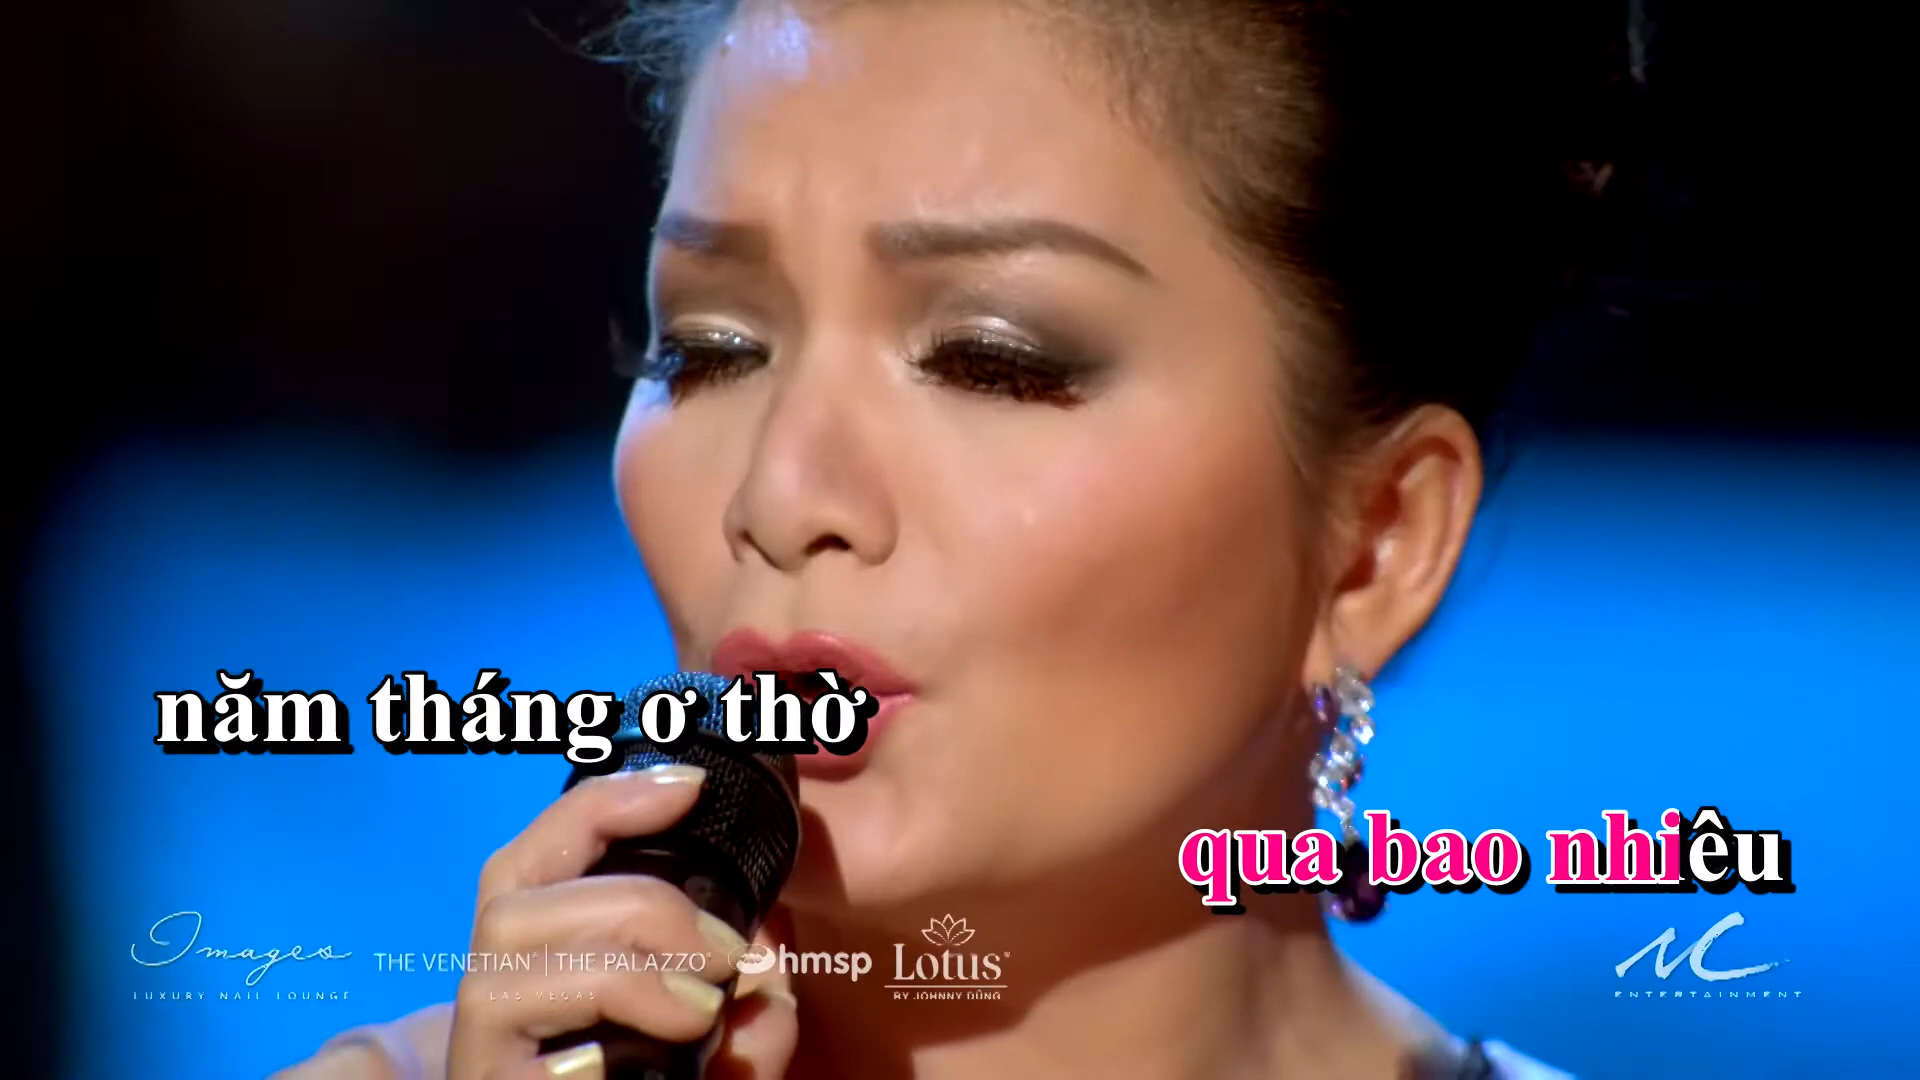 năm tháng ơ thờ
qua bao nhiêu
Images
LUXURY NAIL LOUNGE
THE VENETIAN | THE PALAZZO
LAS VEGAS
hmsp
LOTUS
BY JOHNNY DŨNG
MC
ENTERTAINMENT